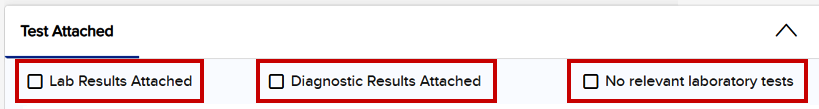 Test Attached
Lab Results Attached Diagnostic Results Attached No relevant laboratory tests